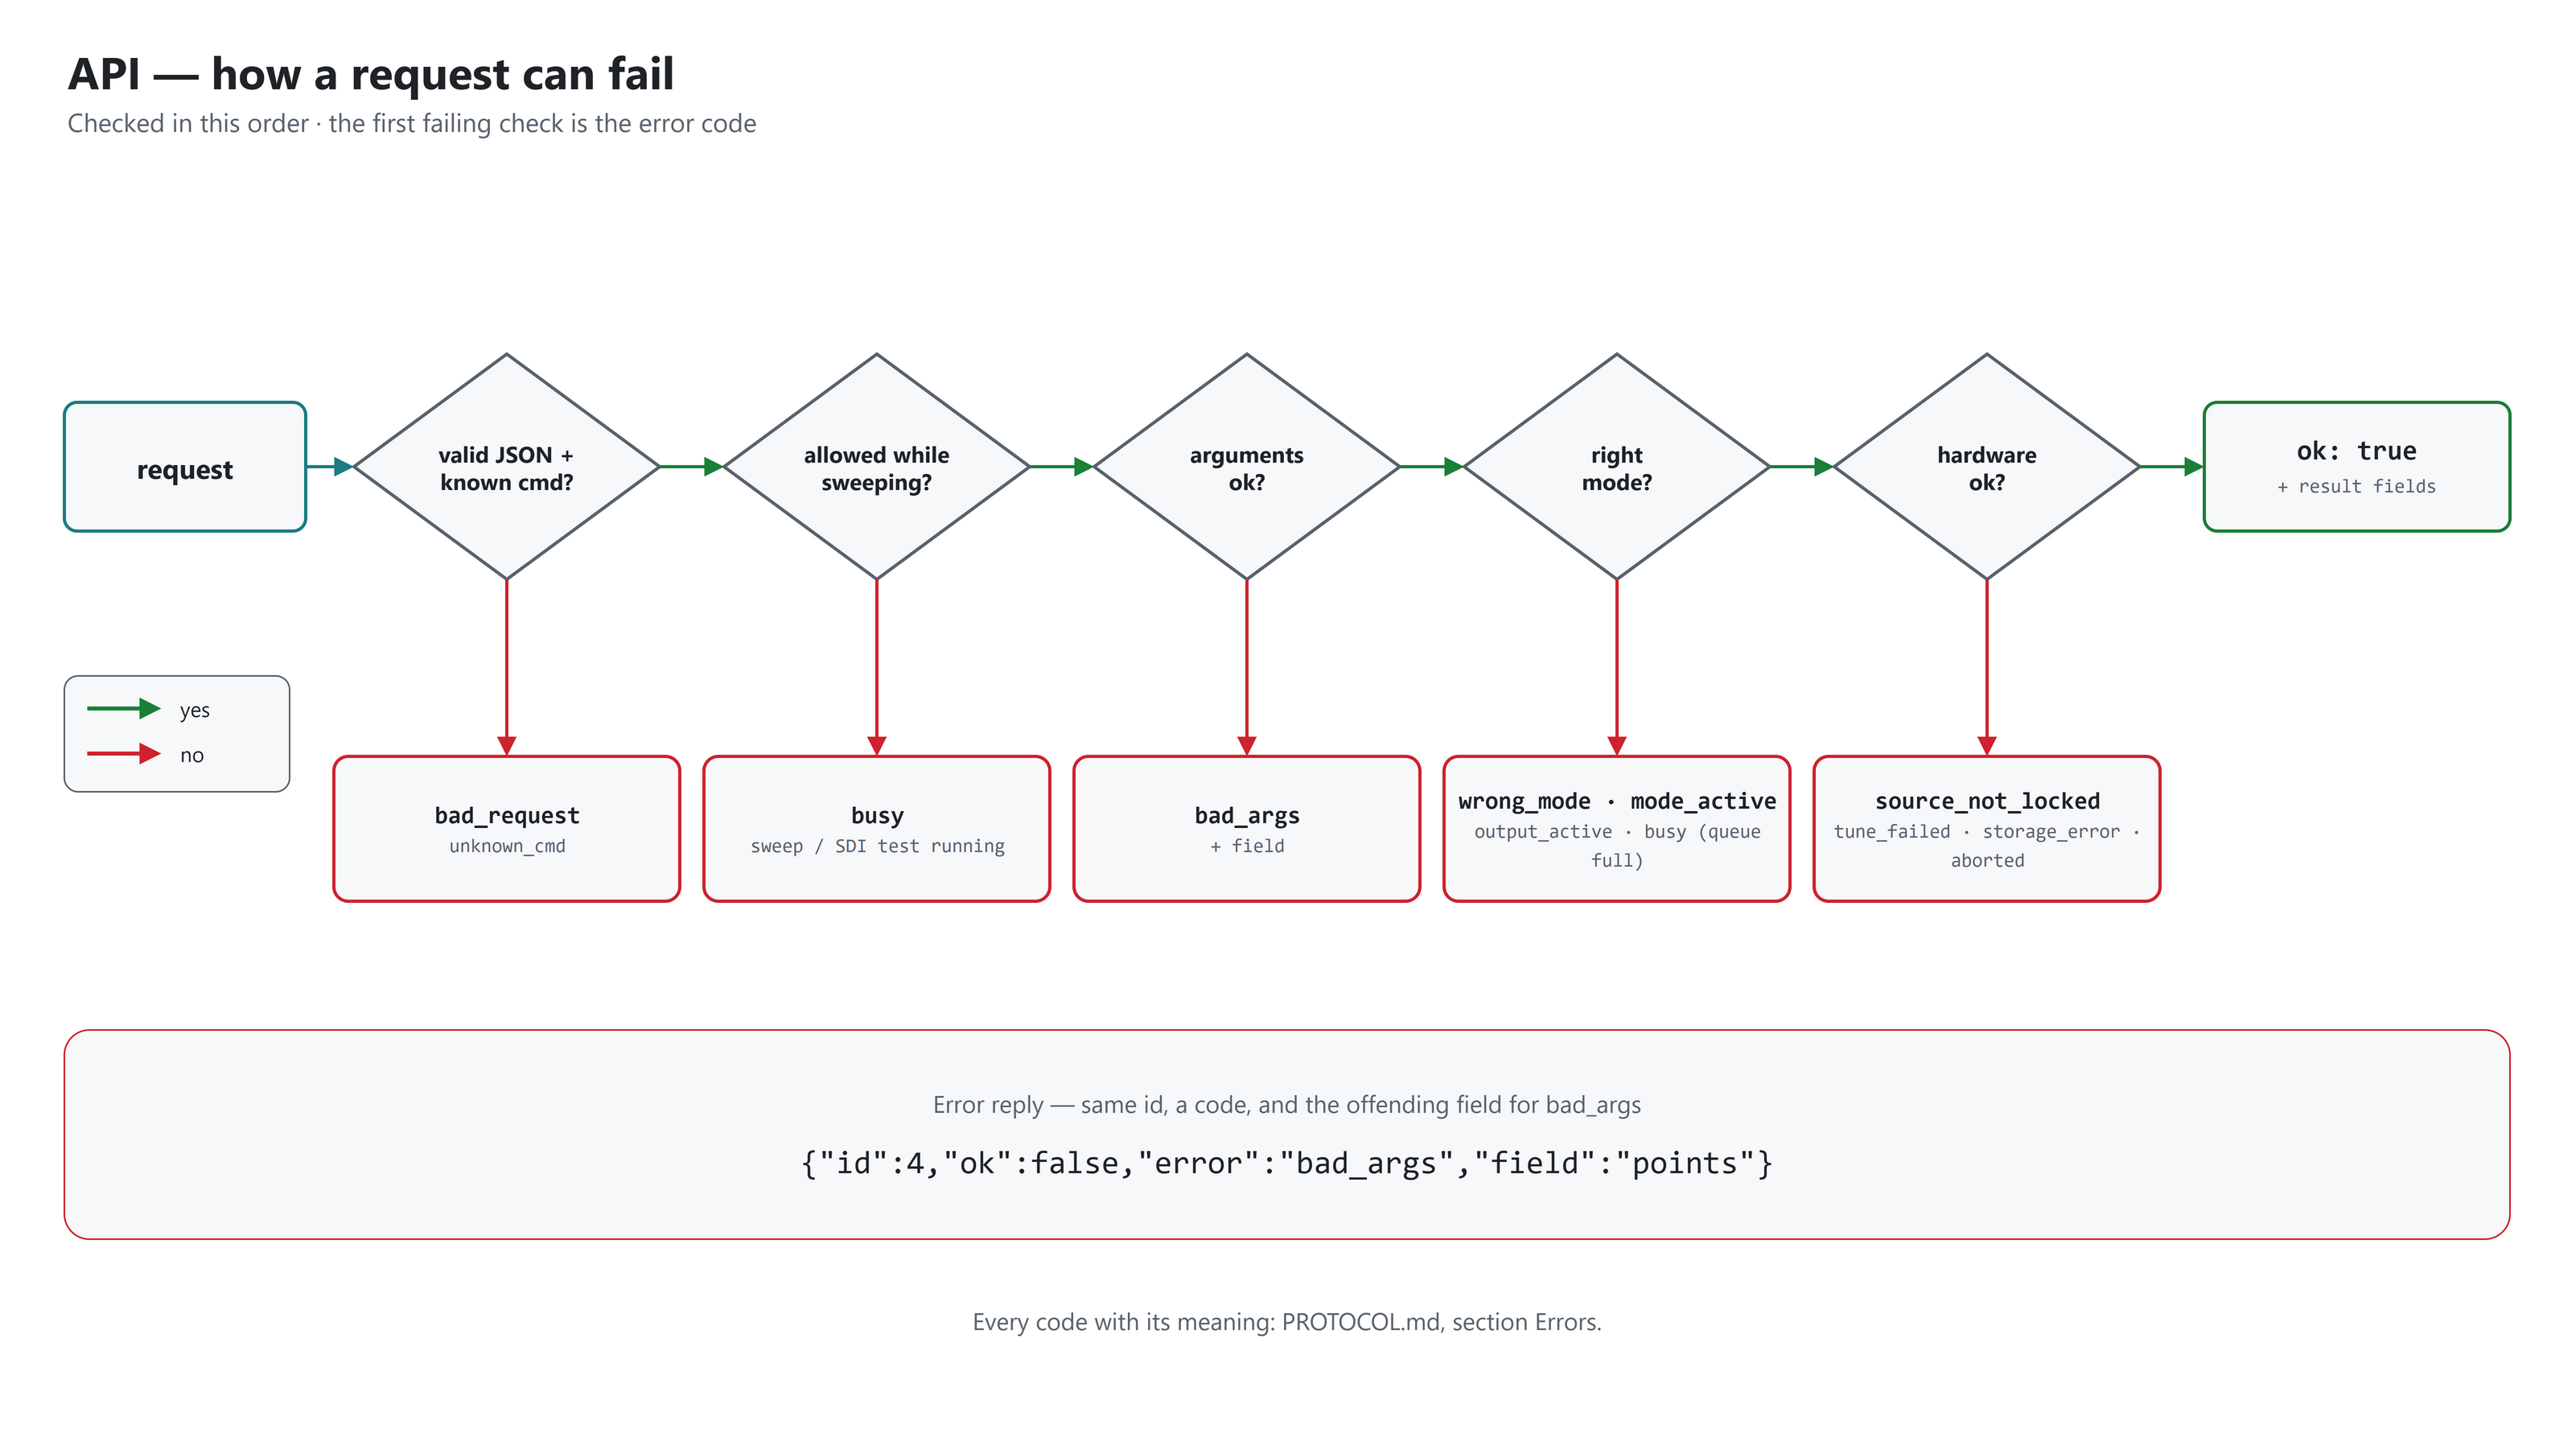 API — how a request can fail
Checked in this order · the first failing check is the error code
request
valid JSON +
known cmd?
allowed while
sweeping?
arguments
ok?
right
mode?
hardware
ok?
ok: true
+ result fields
yes
no
bad_request
unknown_cmd
busy
sweep / SDI test running
bad_args
+ field
wrong_mode · mode_active
output_active · busy (queue
full)
source_not_locked
tune_failed · storage_error ·
aborted
Error reply — same id, a code, and the offending field for bad_args
{"id":4,"ok":false,"error":"bad_args","field":"points"}
Every code with its meaning: PROTOCOL.md, section Errors.